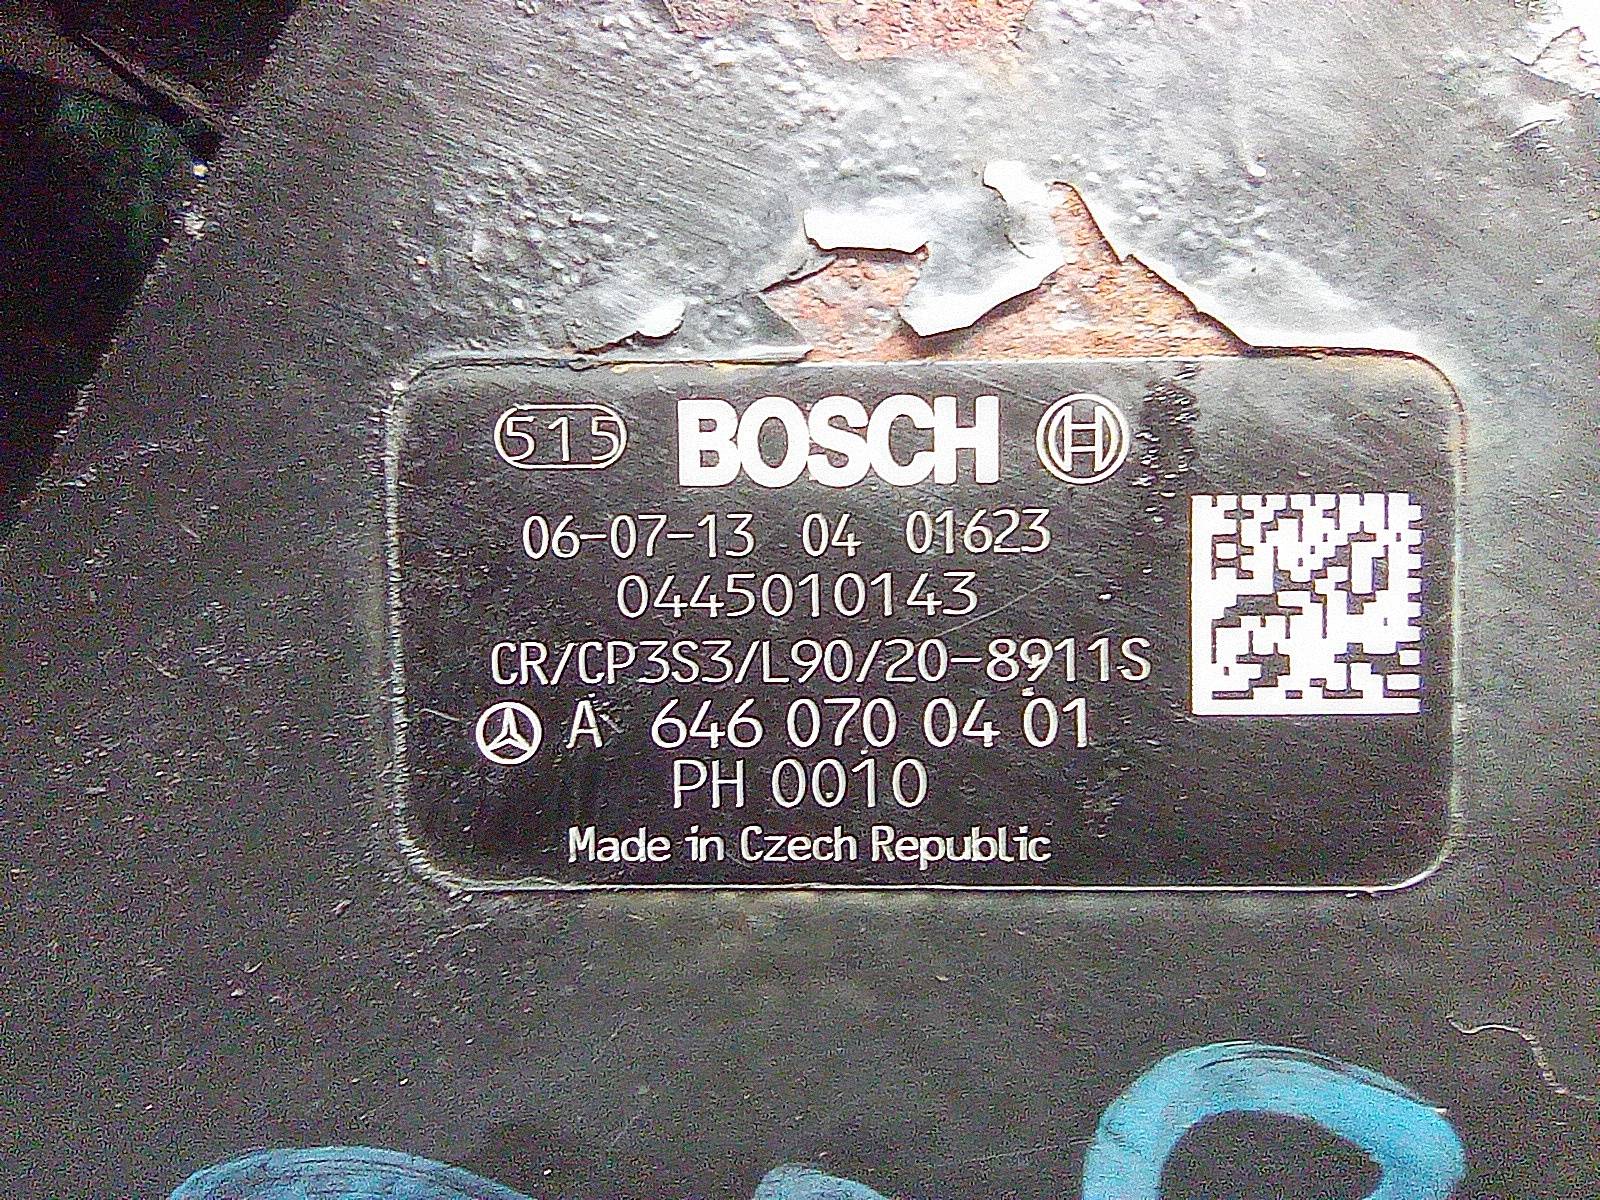 515 BOSCH
06-07-13 04 01623
0445010143
CR/CP3S3/L90/20-8911S
A 646 070 04 01
PH 0010
Made in Czech Republic